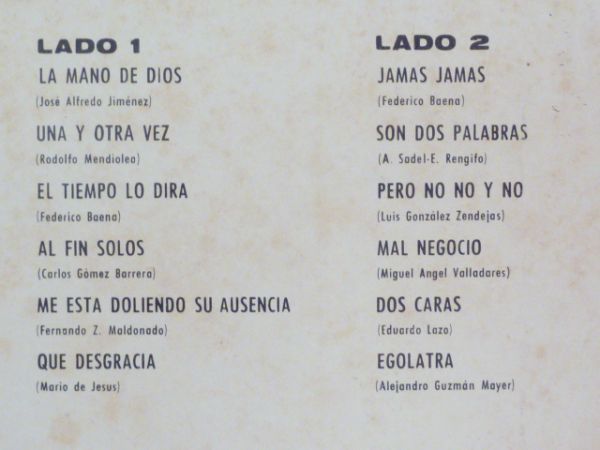 LADO 1
LA MANO DE DIOS
(José Alfredo Jiménez)
UNA Y OTRA VEZ
(Rodolfo Mendiolea)
EL TIEMPO LO DIRA
(Federico Baena)
AL FIN SOLOS
(Carlos Gómez Barrera)
ME ESTA DOLIENDO SU AUSENCIA
(Fernando Z. Maldonado)
QUE DESGRACIA
(Mario de Jesus)
LADO 2
JAMAS JAMAS
(Federico Baena)
SON DOS PALABRAS
(A. Sadel-E. Rengifo)
PERO NO NO Y NO
(Luis González Zendejas)
MAL NEGOCIO
(Miguel Angel Valladares)
DOS CARAS
(Eduardo Lazo)
EGOLATRA
(Alejandro Guzmán Mayer)